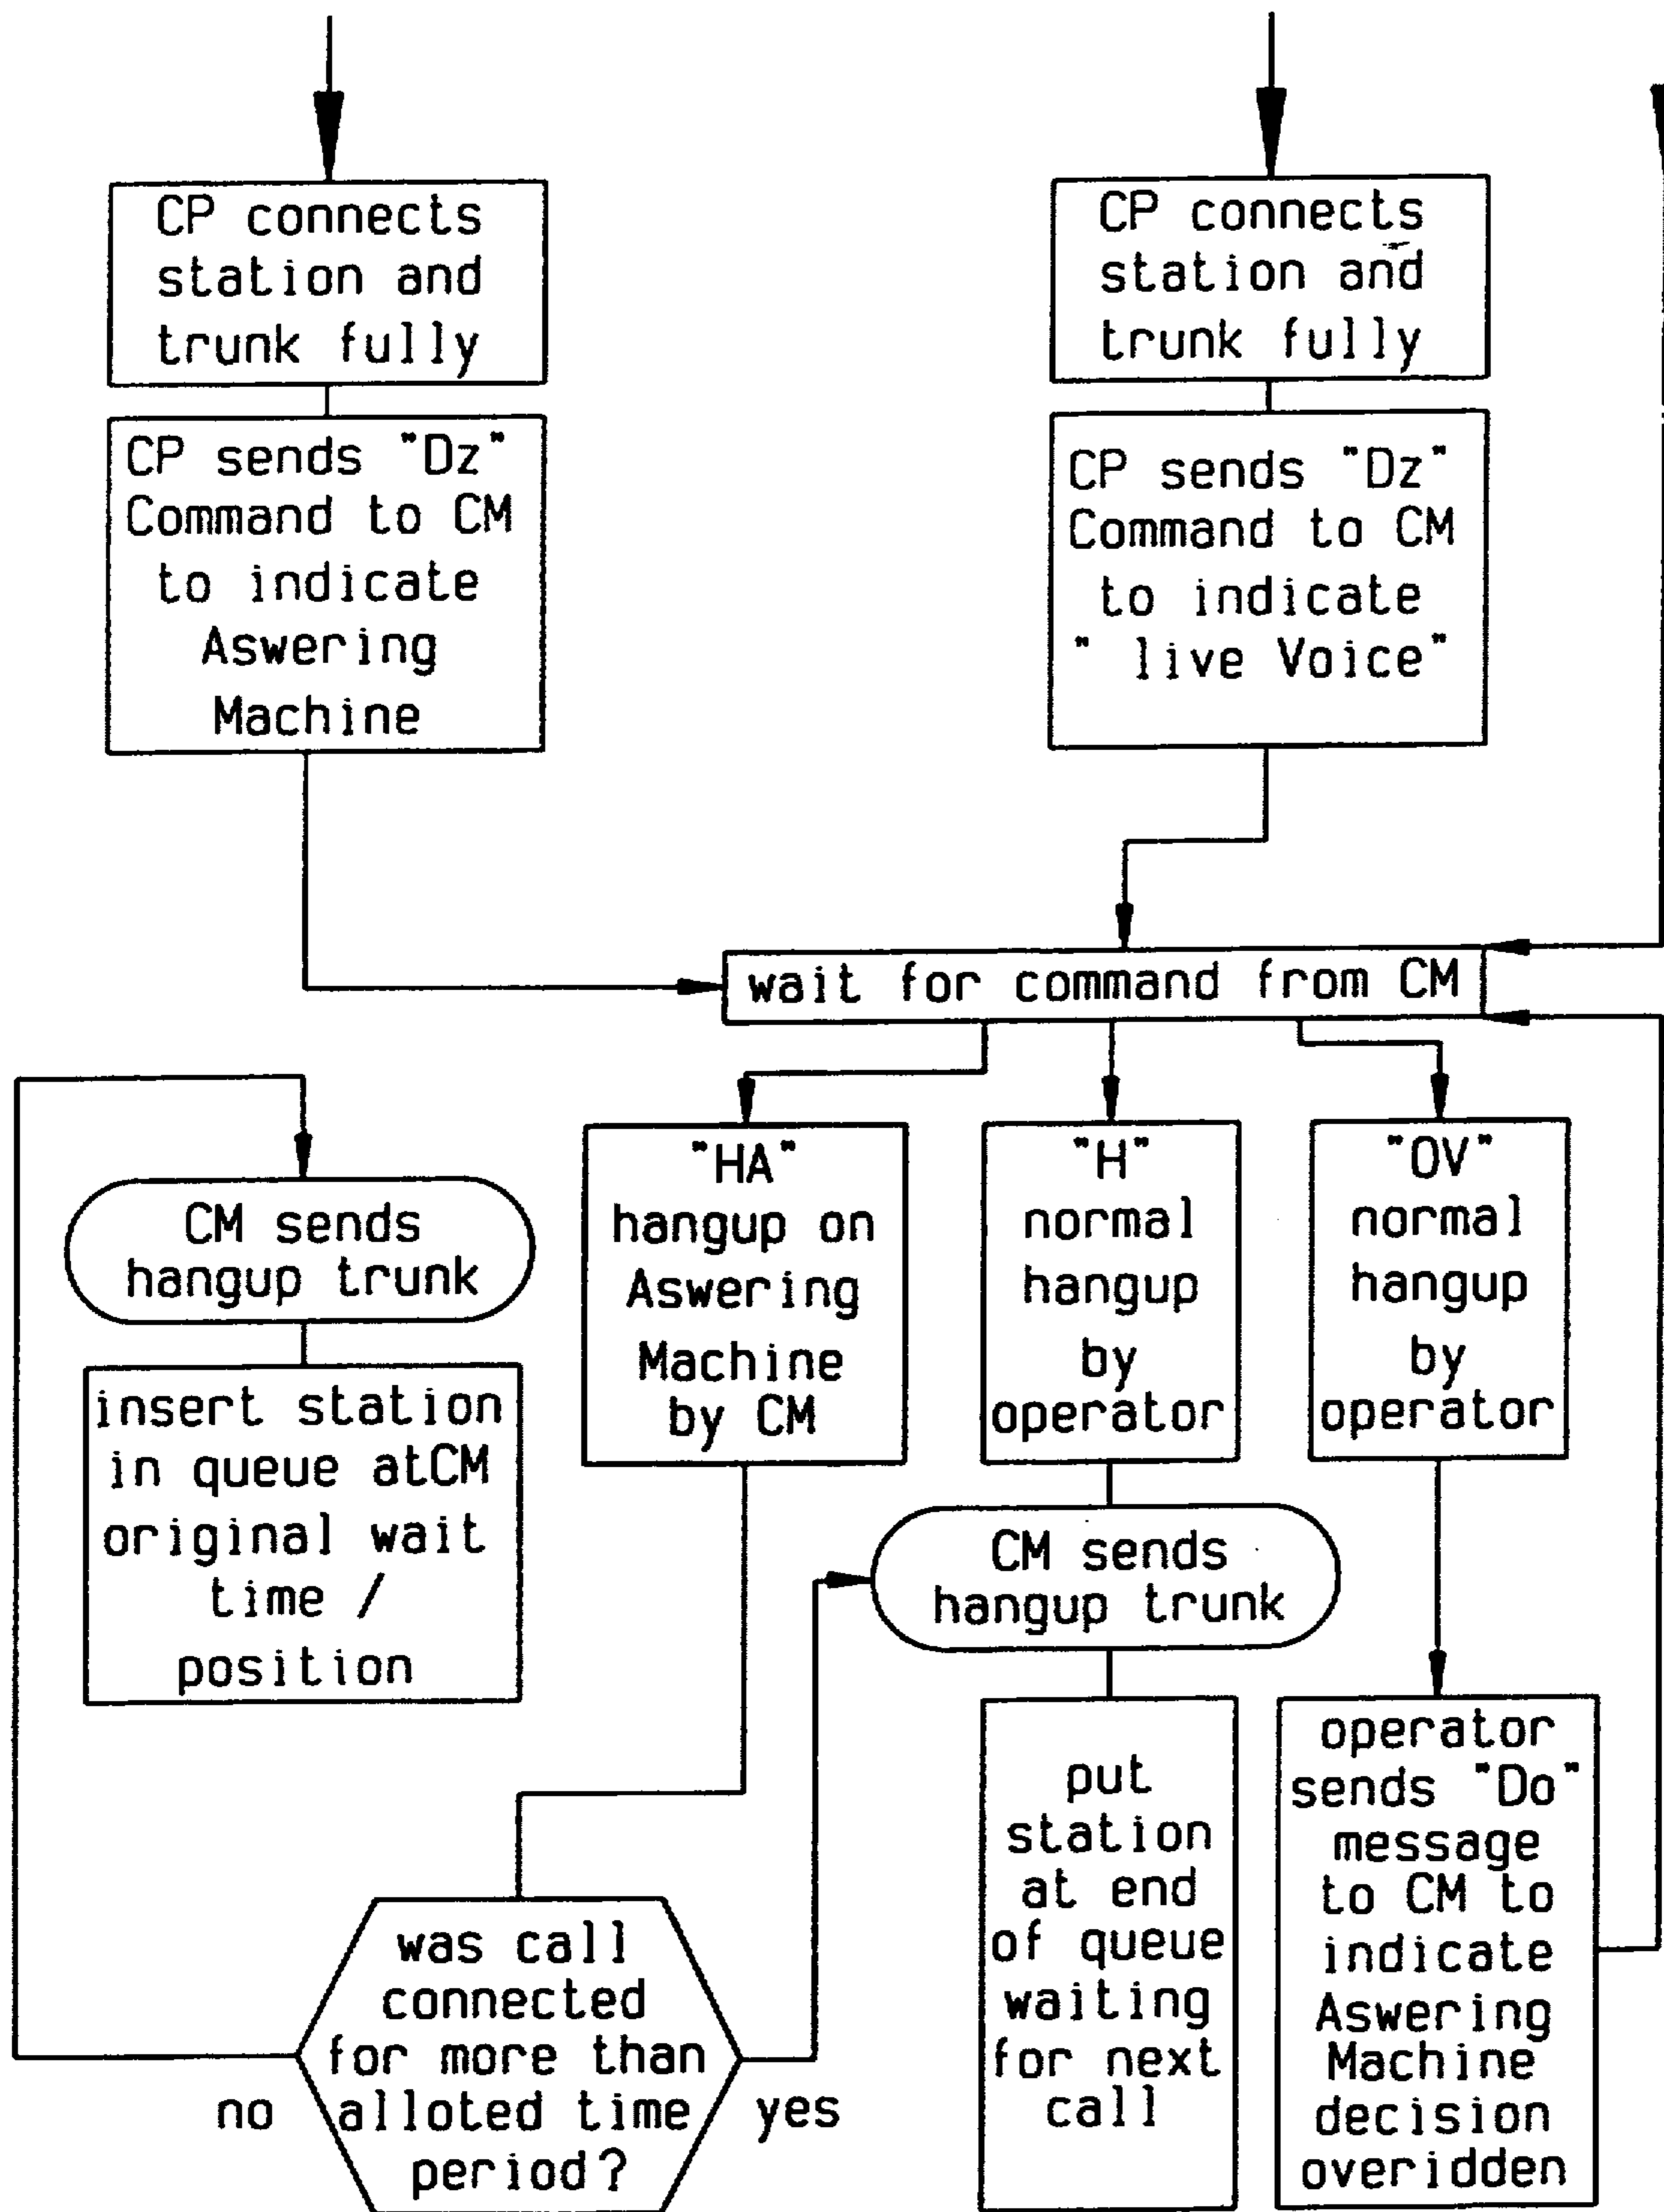 CP connects
station and
trunk fully
CP sends "Dz"
Command to CM
to indicate
Aswering
Machine
CP connects
station and
trunk fully
CP sends "Dz"
Command to CM
to indicate
" live Voice"
wait for command from CM
CM sends
hangup trunk
insert station
in queue atCM
original wait
time /
position
"HA"
hangup on
Aswering
Machine
by CM
"H"
normal
hangup
by
operator
"OV"
normal
hangup
by
operator
CM sends
hangup trunk
put
station
at end
of queue
waiting
for next
call
operator
sends "Do"
message
to CM to
indicate
Aswering
Machine
decision
overidden
was call
connected
for more than
alloted time
period?
no
yes